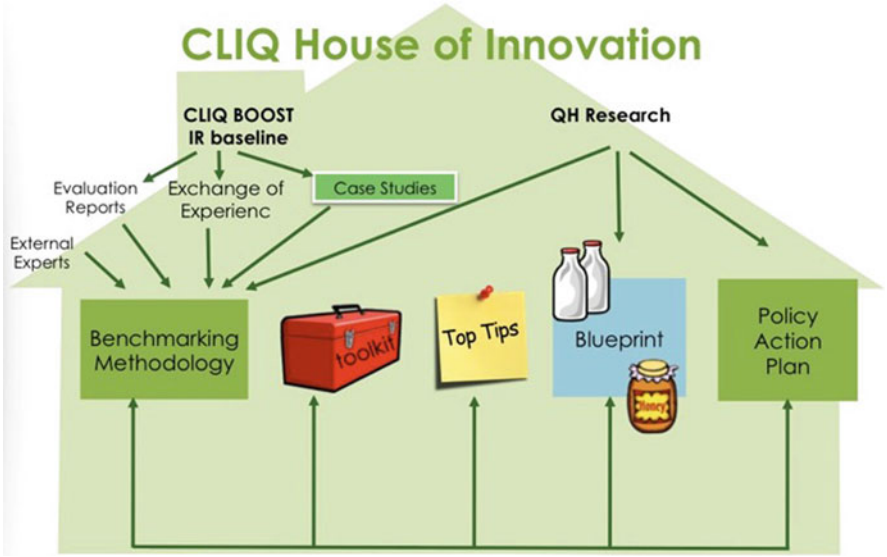 CLIQ House of Innovation
CLIQ BOOST
IR baseline
QH Research
Evaluation
Reports
Exchange of
Experienc
Case Studies
External
Experts
Benchmarking
Methodology
toolkit
Top Tips
Blueprint
Honey
Policy
Action
Plan